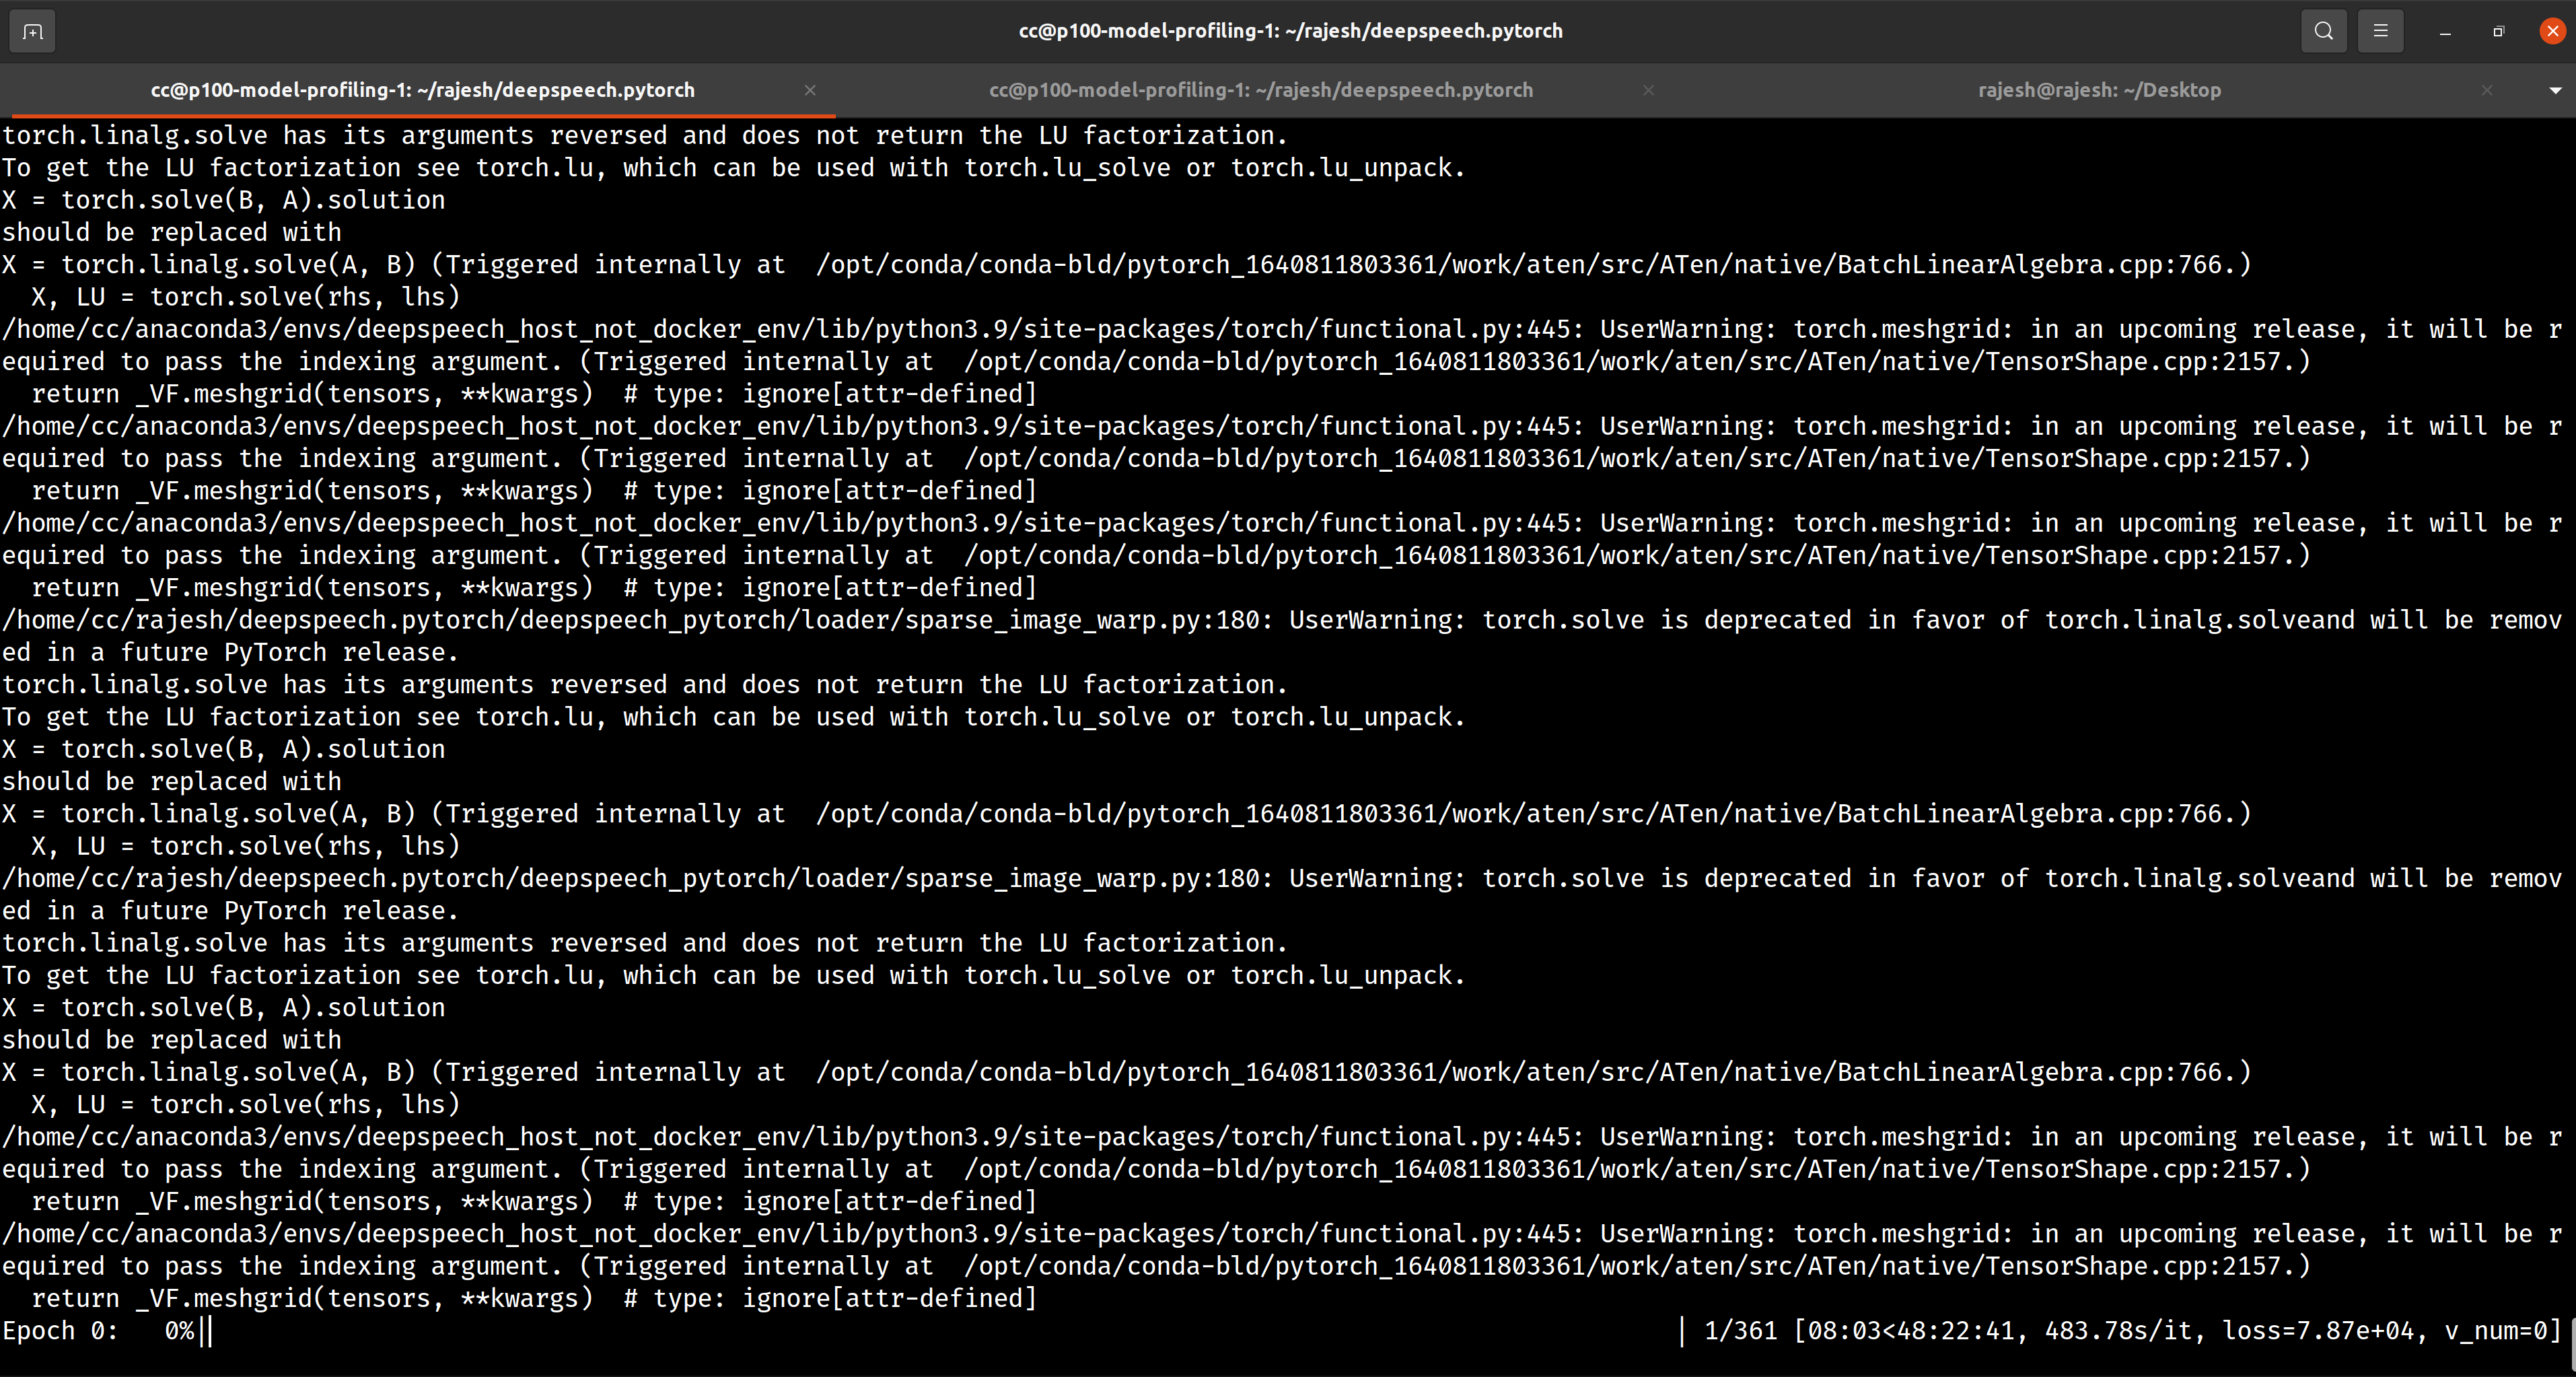 cc@p100-model-profiling-1: ~/rajesh/deepspeech.pytorch
cc@p100-model-profiling-1: ~/rajesh/deepspeech.pytorch
cc@p100-model-profiling-1: ~/rajesh/deepspeech.pytorch
rajesh@rajesh: ~/Desktop
torch.linalg.solve has its arguments reversed and does not return the LU factorization.
To get the LU factorization see torch.lu, which can be used with torch.lu_solve or torch.lu_unpack.
X = torch.solve(B, A).solution
should be replaced with
X = torch.linalg.solve(A, B) (Triggered internally at  /opt/conda/conda-bld/pytorch_1640811803361/work/aten/src/ATen/native/BatchLinearAlgebra.cpp:766.)
  X, LU = torch.solve(rhs, lhs)
/home/cc/anaconda3/envs/deepspeech_host_not_docker_env/lib/python3.9/site-packages/torch/functional.py:445: UserWarning: torch.meshgrid: in an upcoming release, it will be r
equired to pass the indexing argument. (Triggered internally at  /opt/conda/conda-bld/pytorch_1640811803361/work/aten/src/ATen/native/TensorShape.cpp:2157.)
  return _VF.meshgrid(tensors, **kwargs)  # type: ignore[attr-defined]
/home/cc/anaconda3/envs/deepspeech_host_not_docker_env/lib/python3.9/site-packages/torch/functional.py:445: UserWarning: torch.meshgrid: in an upcoming release, it will be r
equired to pass the indexing argument. (Triggered internally at  /opt/conda/conda-bld/pytorch_1640811803361/work/aten/src/ATen/native/TensorShape.cpp:2157.)
  return _VF.meshgrid(tensors, **kwargs)  # type: ignore[attr-defined]
/home/cc/anaconda3/envs/deepspeech_host_not_docker_env/lib/python3.9/site-packages/torch/functional.py:445: UserWarning: torch.meshgrid: in an upcoming release, it will be r
equired to pass the indexing argument. (Triggered internally at  /opt/conda/conda-bld/pytorch_1640811803361/work/aten/src/ATen/native/TensorShape.cpp:2157.)
  return _VF.meshgrid(tensors, **kwargs)  # type: ignore[attr-defined]
/home/cc/rajesh/deepspeech.pytorch/deepspeech_pytorch/loader/sparse_image_warp.py:180: UserWarning: torch.solve is deprecated in favor of torch.linalg.solveand will be remov
ed in a future PyTorch release.
torch.linalg.solve has its arguments reversed and does not return the LU factorization.
To get the LU factorization see torch.lu, which can be used with torch.lu_solve or torch.lu_unpack.
X = torch.solve(B, A).solution
should be replaced with
X = torch.linalg.solve(A, B) (Triggered internally at  /opt/conda/conda-bld/pytorch_1640811803361/work/aten/src/ATen/native/BatchLinearAlgebra.cpp:766.)
  X, LU = torch.solve(rhs, lhs)
/home/cc/rajesh/deepspeech.pytorch/deepspeech_pytorch/loader/sparse_image_warp.py:180: UserWarning: torch.solve is deprecated in favor of torch.linalg.solveand will be remov
ed in a future PyTorch release.
torch.linalg.solve has its arguments reversed and does not return the LU factorization.
To get the LU factorization see torch.lu, which can be used with torch.lu_solve or torch.lu_unpack.
X = torch.solve(B, A).solution
should be replaced with
X = torch.linalg.solve(A, B) (Triggered internally at  /opt/conda/conda-bld/pytorch_1640811803361/work/aten/src/ATen/native/BatchLinearAlgebra.cpp:766.)
  X, LU = torch.solve(rhs, lhs)
/home/cc/anaconda3/envs/deepspeech_host_not_docker_env/lib/python3.9/site-packages/torch/functional.py:445: UserWarning: torch.meshgrid: in an upcoming release, it will be r
equired to pass the indexing argument. (Triggered internally at  /opt/conda/conda-bld/pytorch_1640811803361/work/aten/src/ATen/native/TensorShape.cpp:2157.)
  return _VF.meshgrid(tensors, **kwargs)  # type: ignore[attr-defined]
/home/cc/anaconda3/envs/deepspeech_host_not_docker_env/lib/python3.9/site-packages/torch/functional.py:445: UserWarning: torch.meshgrid: in an upcoming release, it will be r
equired to pass the indexing argument. (Triggered internally at  /opt/conda/conda-bld/pytorch_1640811803361/work/aten/src/ATen/native/TensorShape.cpp:2157.)
  return _VF.meshgrid(tensors, **kwargs)  # type: ignore[attr-defined]
Epoch 0:   0%|| | 1/361 [08:03<48:22:41, 483.78s/it, loss=7.87e+04, v_num=0]